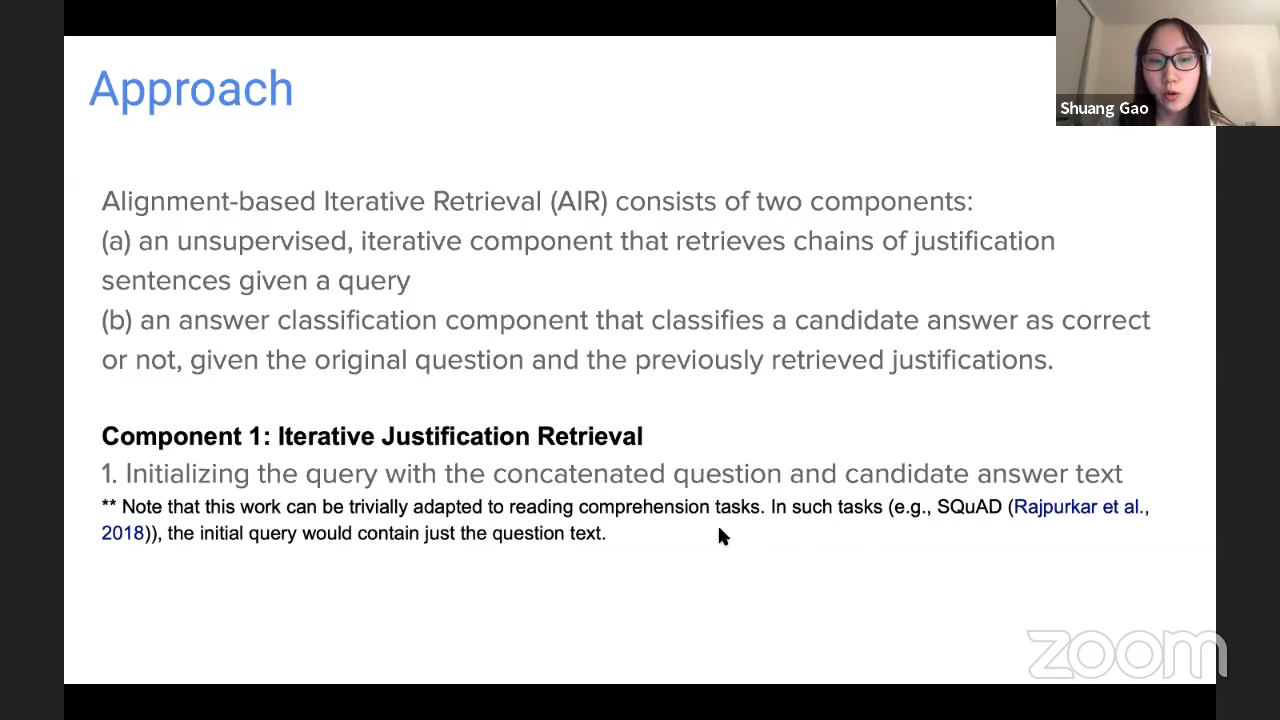 Approach
Shuang Gao
Alignment-based Iterative Retrieval (AIR) consists of two components:
(a) an unsupervised, iterative component that retrieves chains of justification
sentences given a query
(b) an answer classification component that classifies a candidate answer as correct
or not, given the original question and the previously retrieved justifications.
Component 1: Iterative Justification Retrieval
1. Initializing the query with the concatenated question and candidate answer text
** Note that this work can be trivially adapted to reading comprehension tasks. In such tasks (e.g., SQuAD (Rajpurkar et al.,
2018)), the initial query would contain just the question text.
zoom